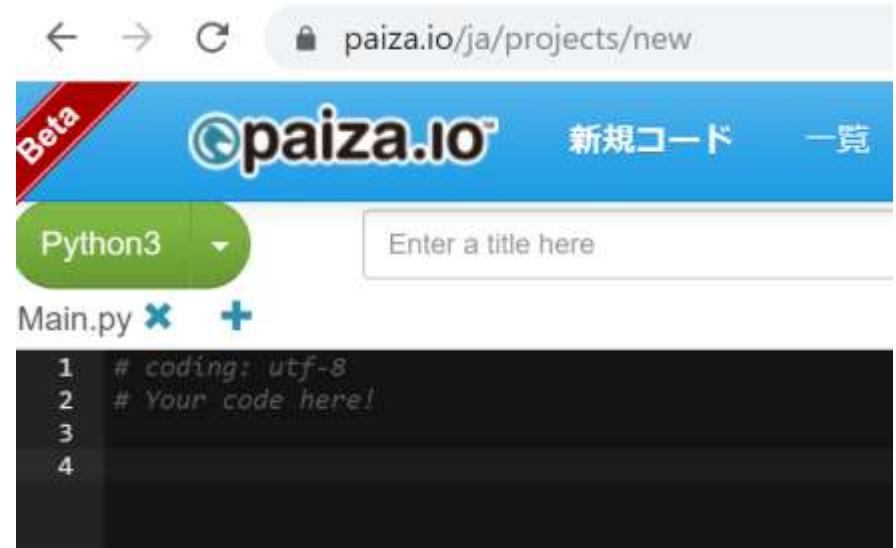 paiza.io/ja/projects/new
Beta
paiza.IO™ 新規コード 一覧
Python3 Enter a title here
Main.py
1 # coding: utf-8
2 # Your code here!
3
4